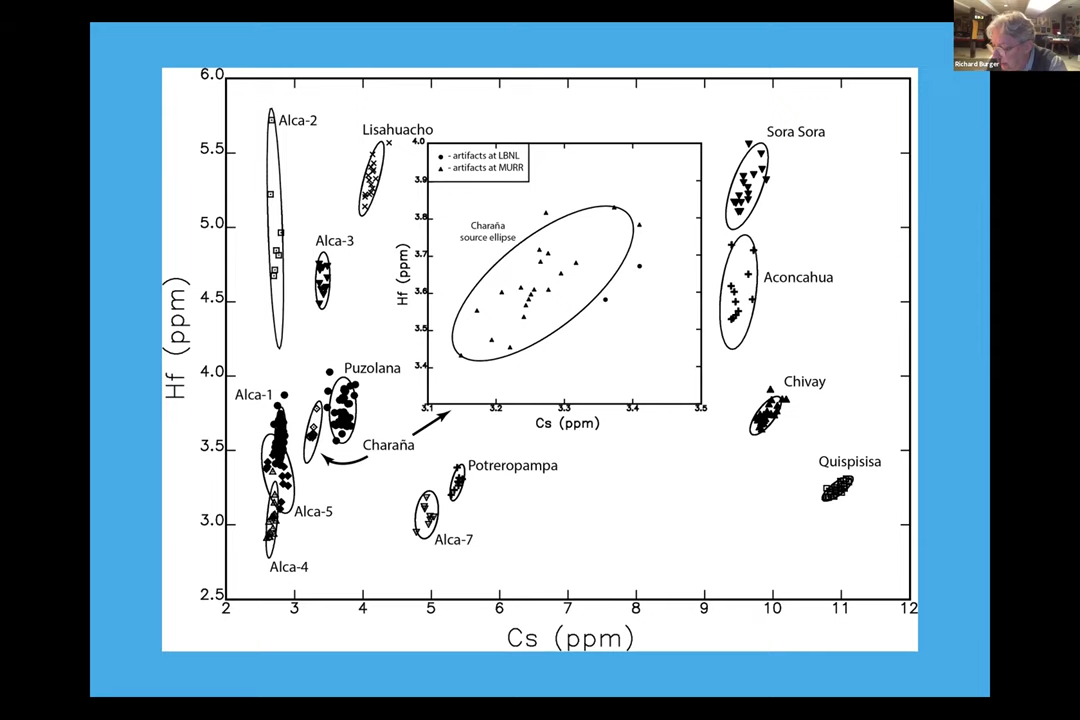 Richard Burger
6.0
5.5
5.0
4.5
4.0
3.5
3.0
2.5
Hf (ppm)
2 3 4 5 6 7 8 9 10 11 12
Cs (ppm)
Alca-2
Lisahuacho
Sora Sora
Alca-3
Aconcahua
Puzolana
Alca-1
Chivay
Charaña
Quispisisa
Potreropampa
Alca-5
Alca-7
Alca-4
4.0
3.9
3.8
3.7
3.6
3.5
3.4
Hf (ppm)
- artifacts at LBNL
- artifacts at MURR
Charaña
source ellipse
3.1 3.2 3.3 3.4 3.5
Cs (ppm)